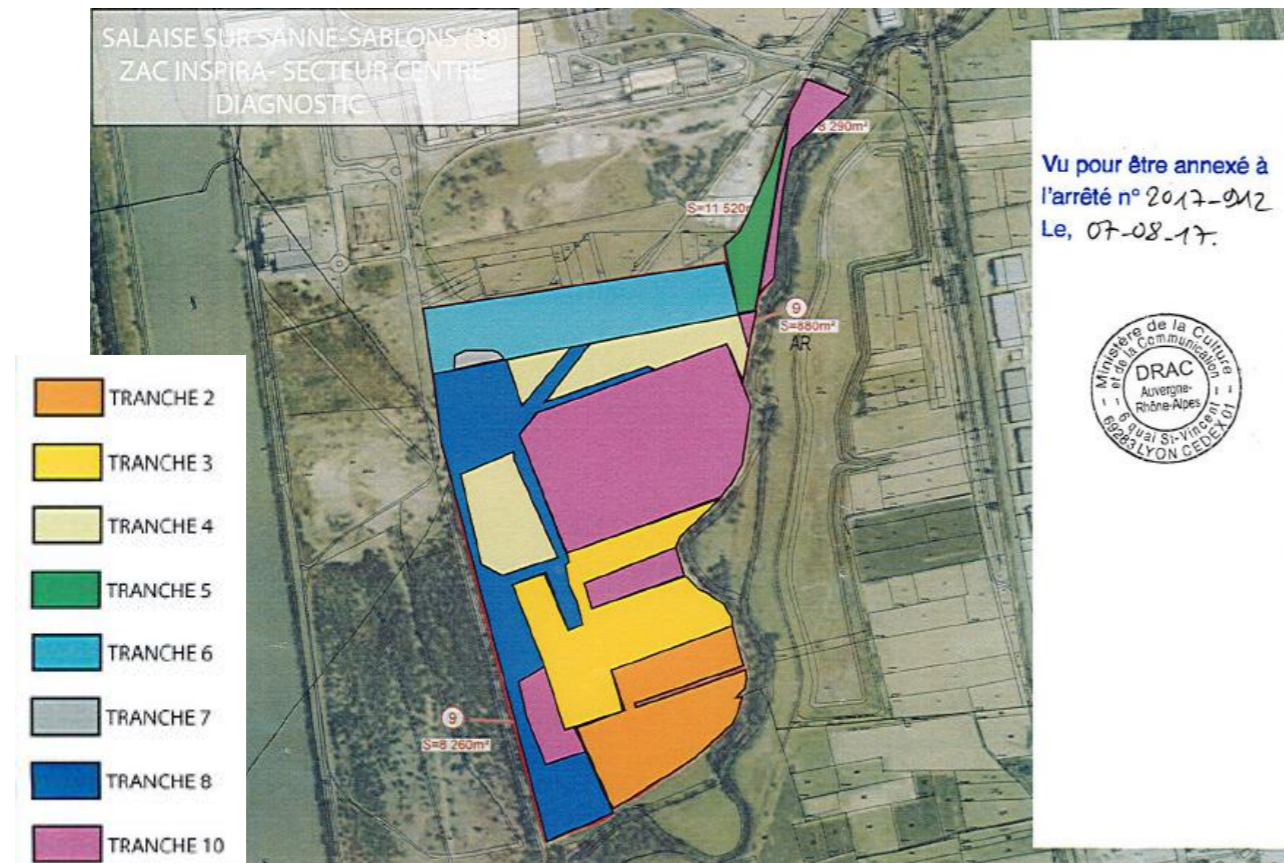 SALAISE SUR SANNE-SABLONS (38)
ZAC INSPIRA- SECTEUR CENTRE
DIAGNOSTIC
8 290m²
S=11 520m
9
S=880m²
AR
9
S=8 260m²
TRANCHE 2
TRANCHE 3
TRANCHE 4
TRANCHE 5
TRANCHE 6
TRANCHE 7
TRANCHE 8
TRANCHE 10
Vu pour être annexé à
l'arrêté n° 2017-912
Le, 07-08-17.
Ministère de la Culture
et de la Communication
DRAC
Auvergne-
Rhône-Alpes
6 quai St-Vincent
69283 LYON CEDEX 01